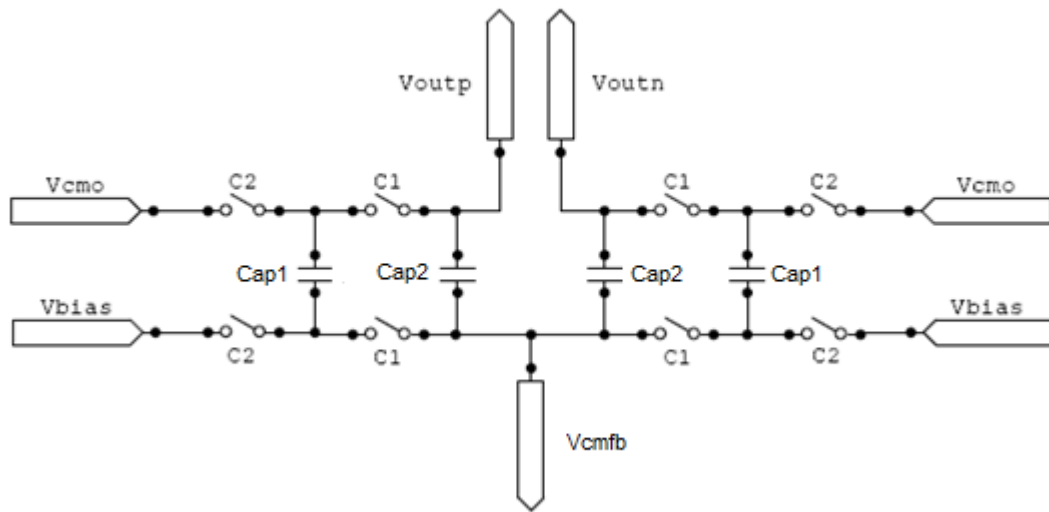 Voutp Voutn
Vcmo C2 C1 C1 C2 Vcmo
Cap1 Cap2 Cap2 Cap1
Vbias Vbias
C2 C1 C1 C2
Vcmfb